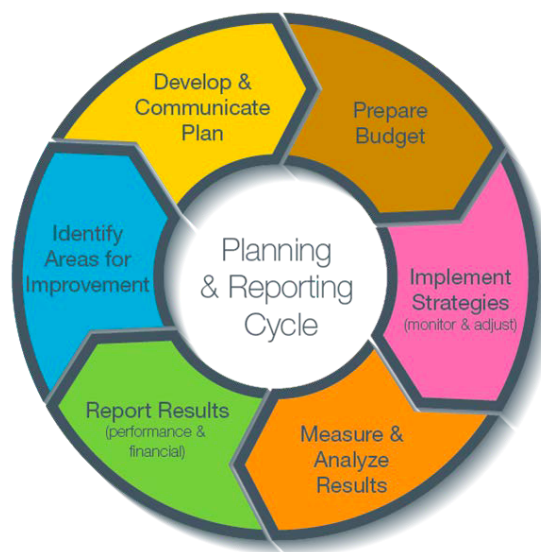 Develop &
Communicate
Plan
Prepare
Budget
Implement
Strategies
(monitor & adjust)
Measure &
Analyze
Results
Report Results
(performance &
financial)
Identify
Areas for
Improvement
Planning
& Reporting
Cycle